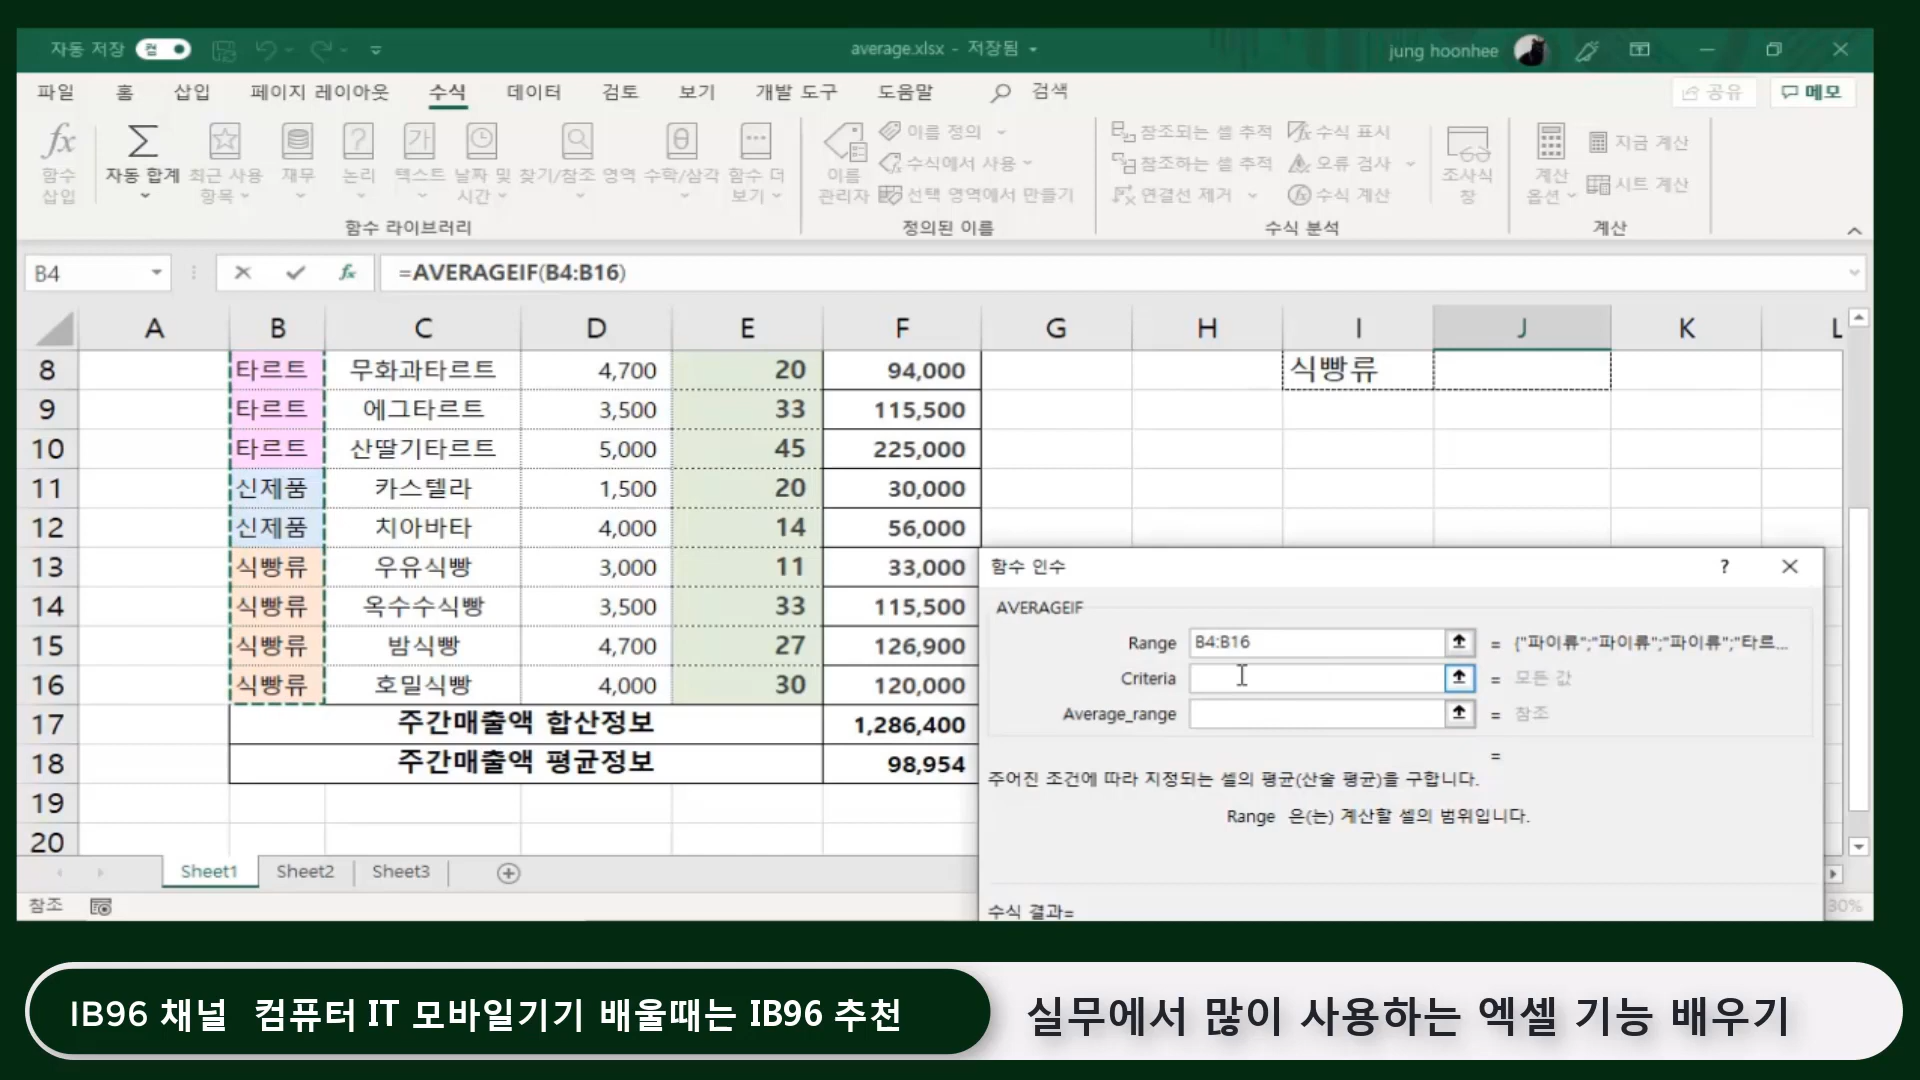 자동 저장 켬 average.xlsx - 저장됨 jung hoonhee
파일 홈 삽입 페이지 레이아웃 수식 데이터 검토 보기 개발 도구 도움말 검색 공유 메모
fx 함수 삽입
자동 합계
최근 사용 항목
재무
논리
텍스트
날짜 및 시간
찾기/참조 영역
수학/삼각
함수 더 보기
함수 라이브러리
이름 관리자
이름 정의
수식에서 사용
선택 영역에서 만들기
정의된 이름
참조되는 셀 추적
참조하는 셀 추적
연결선 제거
수식 표시
오류 검사
수식 계산
수식 분석
조사식 창
계산 옵션
지금 계산
시트 계산
계산
B4 fx =AVERAGEIF(B4:B16)
A B C D E F G H I J K L
8 타르트 무화과타르트 4,700 20 94,000 식빵류
9 타르트 에그타르트 3,500 33 115,500
10 타르트 산딸기타르트 5,000 45 225,000
11 신제품 카스텔라 1,500 20 30,000
12 신제품 치아바타 4,000 14 56,000
13 식빵류 우유식빵 3,000 11 33,000
14 식빵류 옥수수식빵 3,500 33 115,500
15 식빵류 밤식빵 4,700 27 126,900
16 식빵류 호밀식빵 4,000 30 120,000
17 주간매출액 합산정보 1,286,400
18 주간매출액 평균정보 98,954
19
20
함수 인수 ?
AVERAGEIF
Range B4:B16 = {"파이류";"파이류";"파이류";"타르...
Criteria = 모든 값
Average_range = 참조
=
주어진 조건에 따라 지정되는 셀의 평균(산술 평균)을 구합니다.
Range 은(는) 계산할 셀의 범위입니다.
수식 결과=
Sheet1 Sheet2 Sheet3
참조 30%
IB96 채널 컴퓨터 IT 모바일기기 배울때는 IB96 추천
실무에서 많이 사용하는 엑셀 기능 배우기